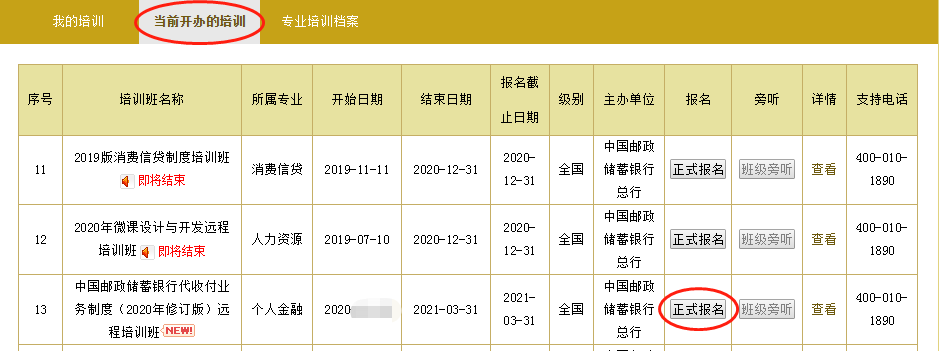 我的培训 当前开办的培训 专业培训档案
序号 培训班名称 所属专业 开始日期 结束日期 报名截止日期 级别 主办单位 报名 旁听 详情 支持电话
11 2019版消费信贷制度培训班 即将结束 消费信贷 2019-11-11 2020-12-31 2020-12-31 全国 中国邮政储蓄银行总行 正式报名 班级旁听 查看 400-010-1890
12 2020年微课设计与开发远程培训班 即将结束 人力资源 2019-07-10 2020-12-31 2020-12-31 全国 中国邮政储蓄银行总行 正式报名 班级旁听 查看 400-010-1890
13 中国邮政储蓄银行代收付业务制度（2020年修订版）远程培训班 NEW! 个人金融 2020 2021-03-31 2021-03-31 全国 中国邮政储蓄银行总行 正式报名 班级旁听 查看 400-010-1890